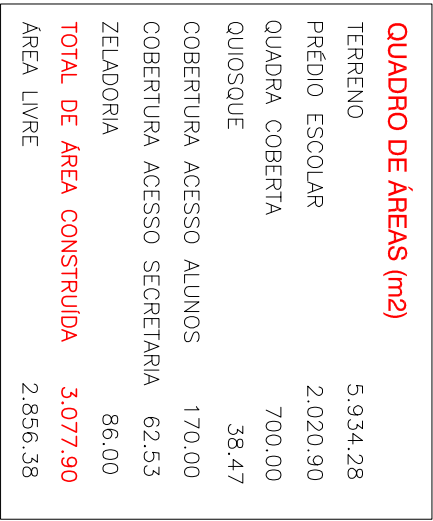 QUADRO DE ÁREAS (m2)
TERRENO 5.934.28
PRÉDIO ESCOLAR 2.020.90
QUADRA COBERTA 700.00
QUIOSQUE 38.47
COBERTURA ACESSO ALUNOS 170.00
COBERTURA ACESSO SECRETARIA 62.53
ZELADORIA 86.00
TOTAL DE ÁREA CONSTRUÍDA 3.077.90
ÁREA LIVRE 2.856.38